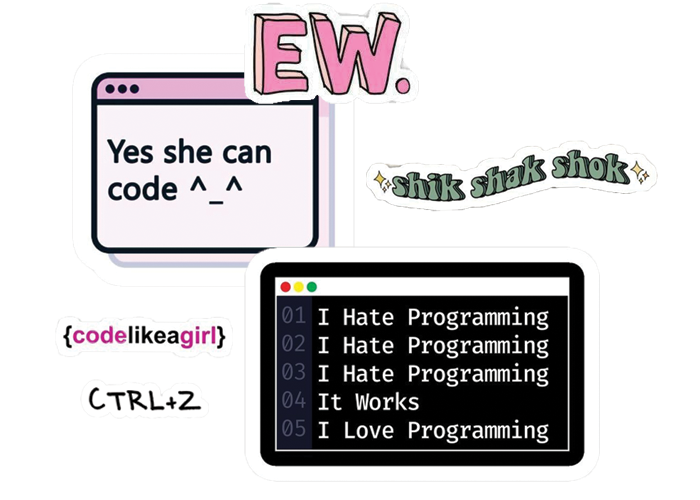 EW.
Yes she can
code ^_^
shik shak shok
{codelikeagirl}
CTRL+Z
01 I Hate Programming
02 I Hate Programming
03 I Hate Programming
04 It Works
05 I Love Programming